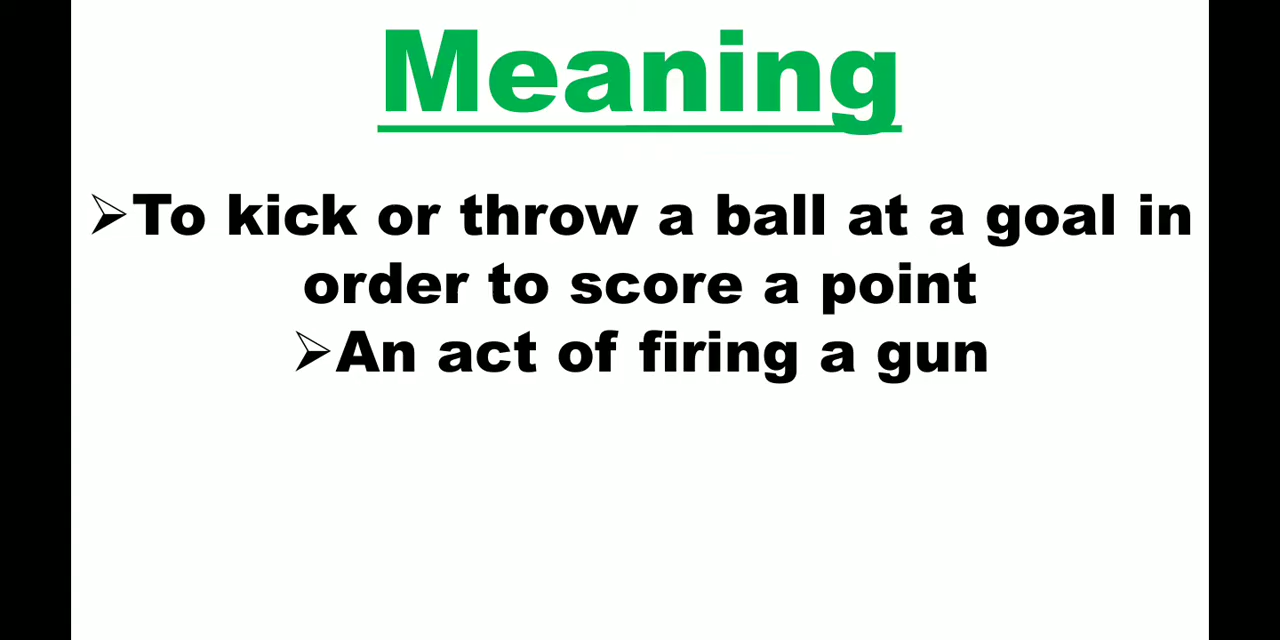 Meaning
➢To kick or throw a ball at a goal in
order to score a point
➢An act of firing a gun